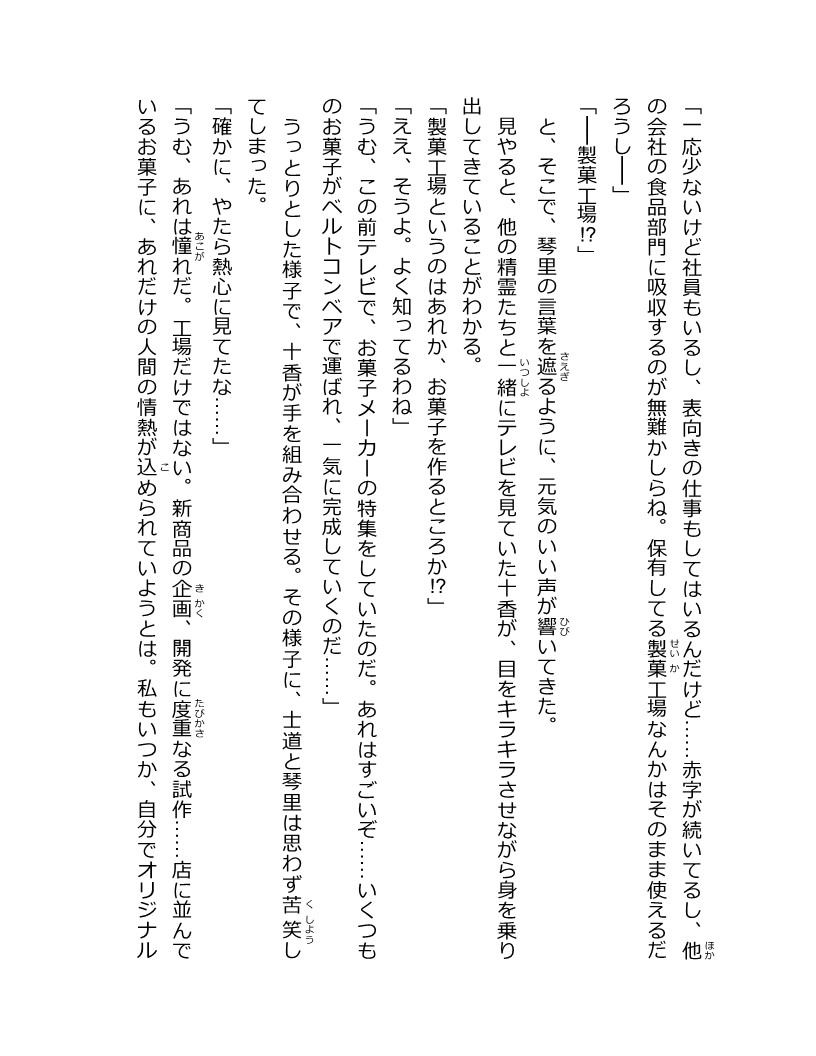 「一応少ないけど社員もいるし、表向きの仕事もしてはいるんだけど……赤字が続いてるし、他
の会社の食品部門に吸収するのが無難かしらね。保有してる製菓工場なんかはそのまま使えるだ
ろうし――」
「――製菓工場!?」
　と、そこで、琴里の言葉を遮るように、元気のいい声が響いてきた。
　見やると、他の精霊たちと一緒にテレビを見ていた十香が、目をキラキラさせながら身を乗り
出してきていることがわかる。
「製菓工場というのはあれか、お菓子を作るところか!?」
「ええ、そうよ。よく知ってるわね」
「うむ、この前テレビで、お菓子メーカーの特集をしていたのだ。あれはすごいぞ……いくつも
のお菓子がベルトコンベアで運ばれ、一気に完成していくのだ……」
　うっとりとした様子で、十香が手を組み合わせる。その様子に、士道と琴里は思わず苦笑し
てしまった。
「確かに、やたら熱心に見てたな……」
「うむ、あれは憧れだ。工場だけではない。新商品の企画、開発に度重なる試作……店に並んで
いるお菓子に、あれだけの人間の情熱が込められていようとは。私もいつか、自分でオリジナル